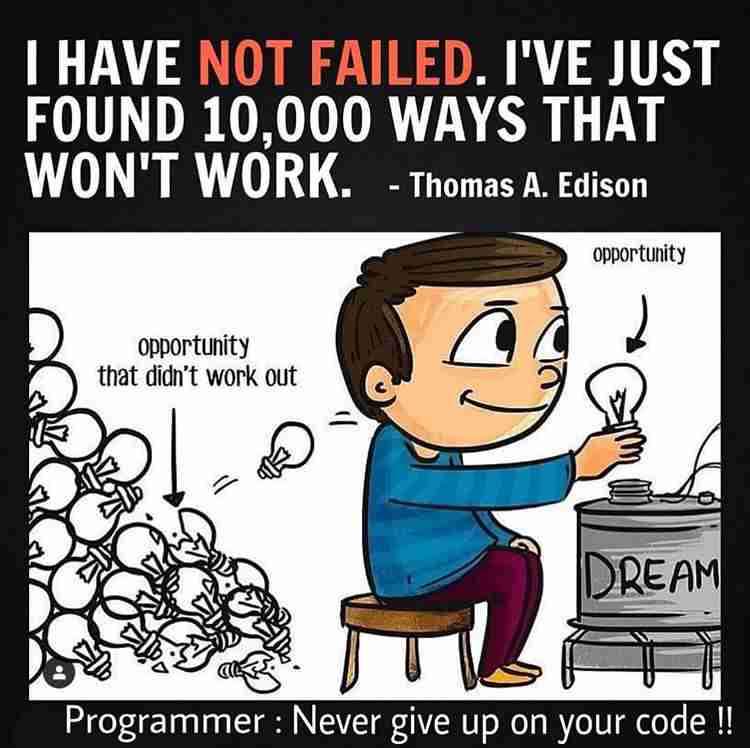 I HAVE NOT FAILED. I'VE JUST
FOUND 10,000 WAYS THAT
WON'T WORK. - Thomas A. Edison
opportunity
opportunity
that didn't work out
DREAM
Programmer : Never give up on your code !!